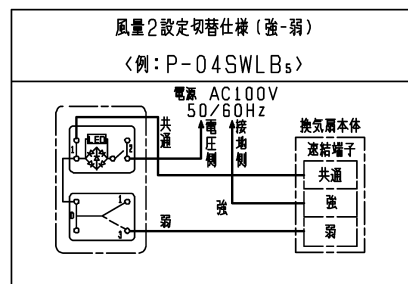 風量2設定切替仕様(強-弱)
〈例:P-04SWLB5〉
電源 AC100V
50/60Hz
共通
電圧側
接地側
換気扇本体
速結端子
LED
1
2
共通
強
強
0
1
3
弱
弱